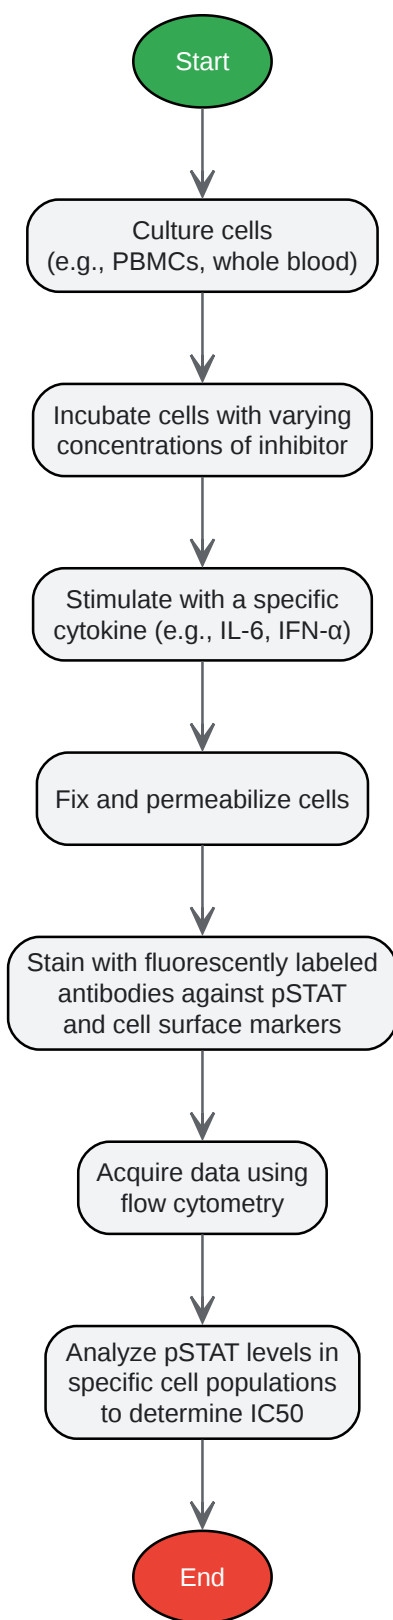 Start
Culture cells
(e.g., PBMCs, whole blood)
Incubate cells with varying
concentrations of inhibitor
Stimulate with a specific
cytokine (e.g., IL-6, IFN-α)
Fix and permeabilize cells
Stain with fluorescently labeled
antibodies against pSTAT
and cell surface markers
Acquire data using
flow cytometry
Analyze pSTAT levels in
specific cell populations
to determine IC50
End